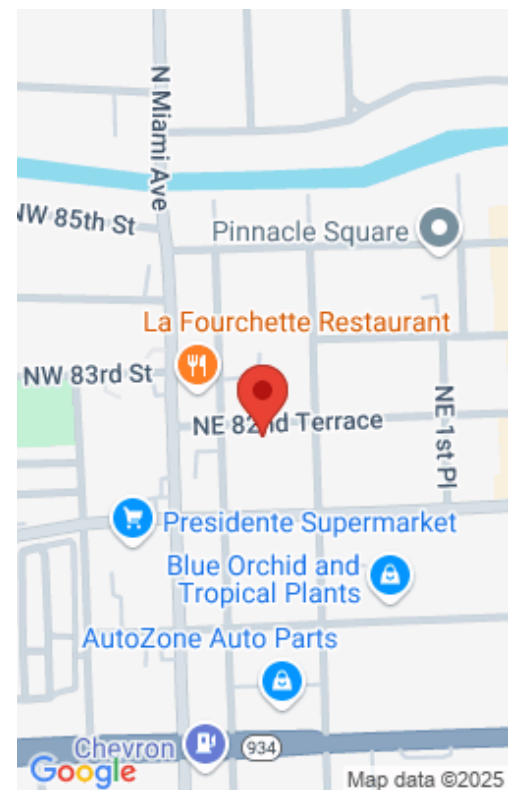 N Miami Ave
NW 85th St
Pinnacle Square
La Fourchette Restaurant
NW 83rd St
NE 82nd Terrace
NE 1st Pl
Presidente Supermarket
Blue Orchid and
Tropical Plants
AutoZone Auto Parts
Chevron
934
Google
Map data ©2025